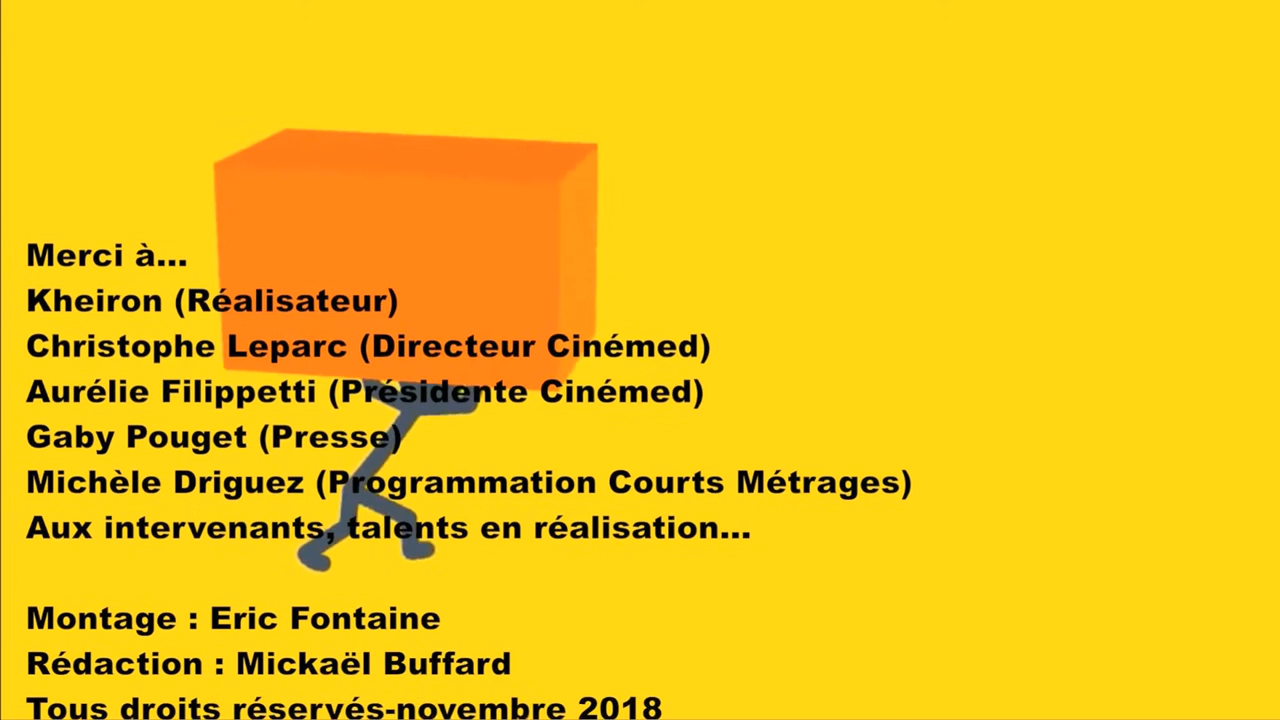 Merci à...
Kheiron (Réalisateur)
Christophe Leparc (Directeur Cinémed)
Aurélie Filippetti (Présidente Cinémed)
Gaby Pouget (Presse)
Michèle Driguez (Programmation Courts Métrages)
Aux intervenants, talents en réalisation...
Montage : Eric Fontaine
Rédaction : Mickaël Buffard
Tous droits réservés-novembre 2018